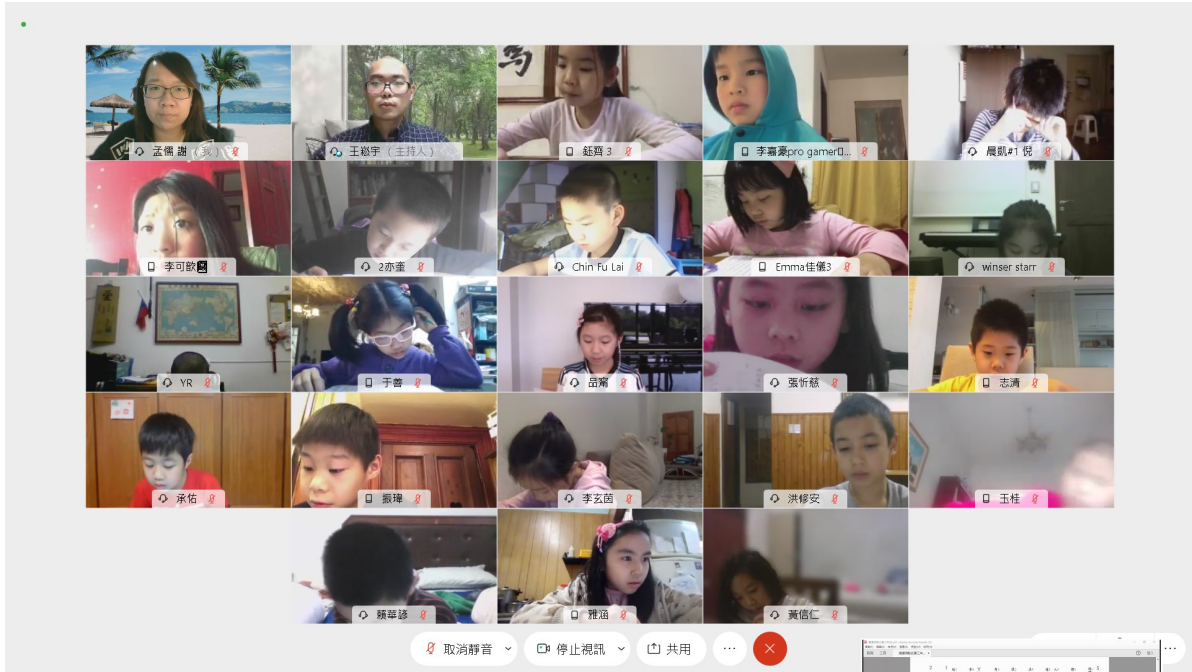 馬
孟儒 謝（我）
王崧宇（主持人）
鈺齊 3
李嘉豪pro gamer...
晨凱#1 倪
李可歆
2亦奎
Chin Fu Lai
Emma佳儀3
winser starr
YR
于善
品甯
張忻慈
志清
承佑
振瑋
李玄茵
洪修安
玉桂
賴華諺
雅涵
黃信仁
取消靜音
停止視訊
共用